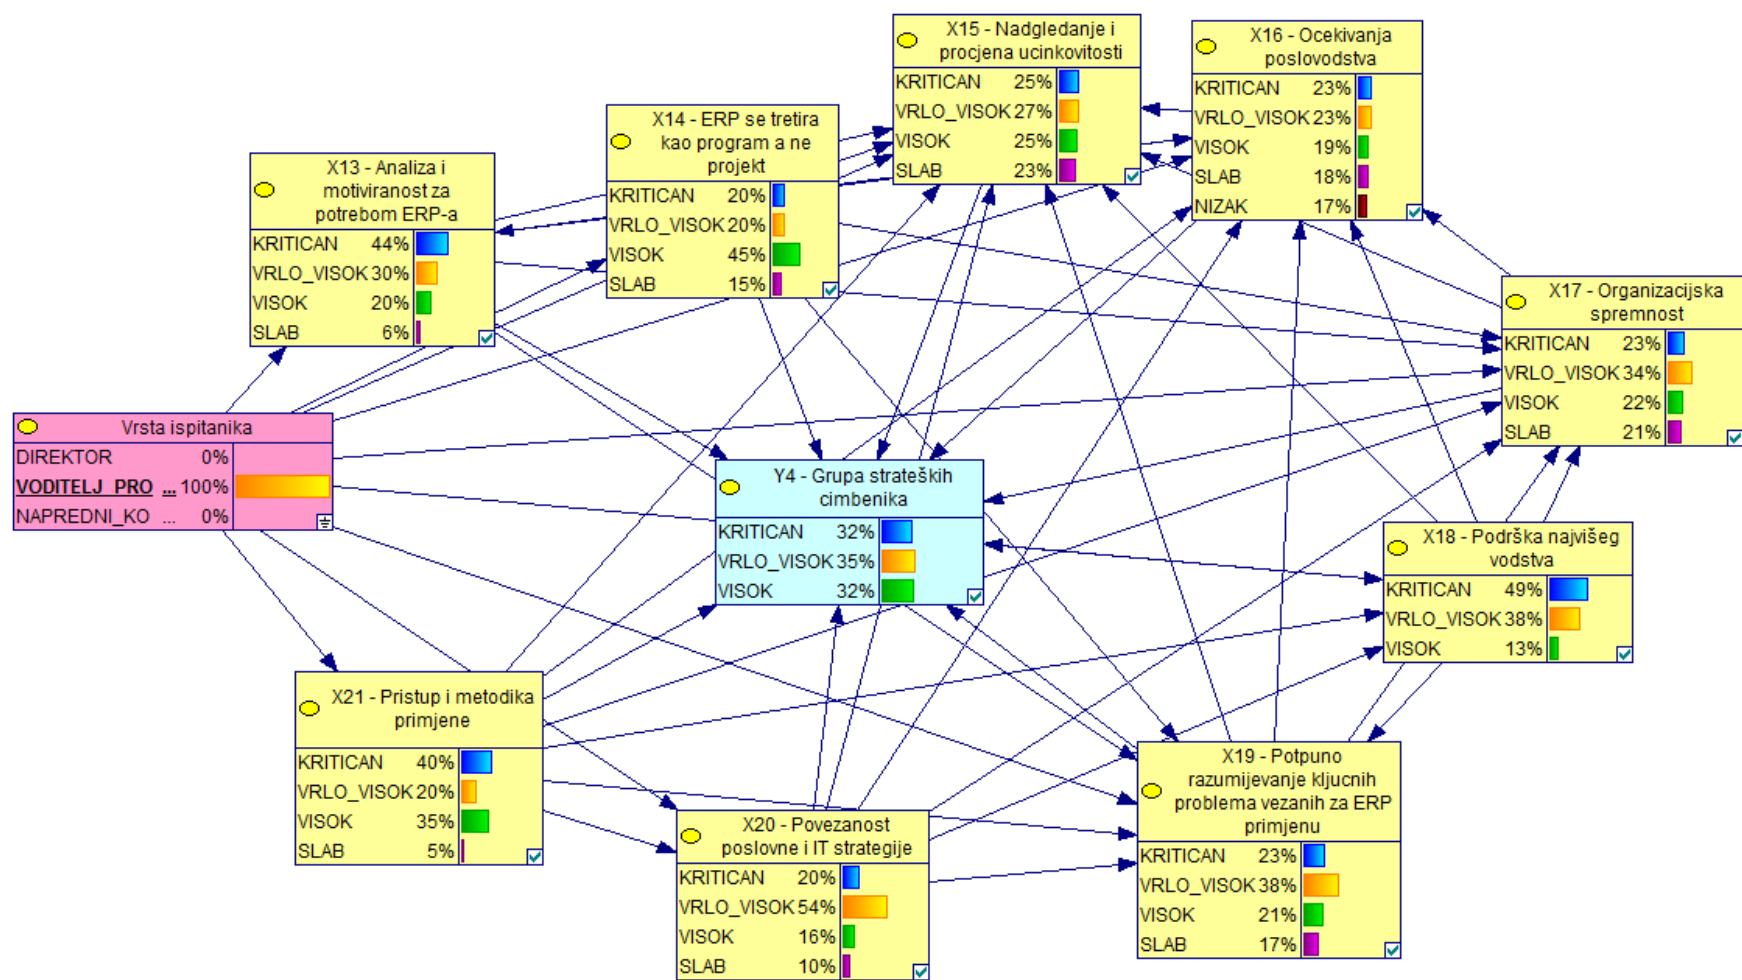 X15 - Nadgledanje i
procjena ucinkovitosti
KRITICAN 25%
VRLO_VISOK 27%
VISOK 25%
SLAB 23%
X16 - Ocekivanja
poslovodstva
KRITICAN 23%
VRLO_VISOK 23%
VISOK 19%
SLAB 18%
NIZAK 17%
X14 - ERP se tretira
kao program a ne
projekt
KRITICAN 20%
VRLO_VISOK 20%
VISOK 45%
SLAB 15%
X13 - Analiza i
motiviranost za
potrebom ERP-a
KRITICAN 44%
VRLO_VISOK 30%
VISOK 20%
SLAB 6%
X17 - Organizacijska
spremnost
KRITICAN 23%
VRLO_VISOK 34%
VISOK 22%
SLAB 21%
Vrsta ispitanika
DIREKTOR 0%
VODITELJ_PRO ... 100%
NAPREDNI_KO ... 0%
Y4 - Grupa strateških
cimbenika
KRITICAN 32%
VRLO_VISOK 35%
VISOK 32%
X18 - Podrška najvišeg
vodstva
KRITICAN 49%
VRLO_VISOK 38%
VISOK 13%
X21 - Pristup i metodika
primjene
KRITICAN 40%
VRLO_VISOK 20%
VISOK 35%
SLAB 5%
X20 - Povezanost
poslovne i IT strategije
KRITICAN 20%
VRLO_VISOK 54%
VISOK 16%
SLAB 10%
X19 - Potpuno
razumijevanje kljucnih
problema vezanih za ERP
primjenu
KRITICAN 23%
VRLO_VISOK 38%
VISOK 21%
SLAB 17%